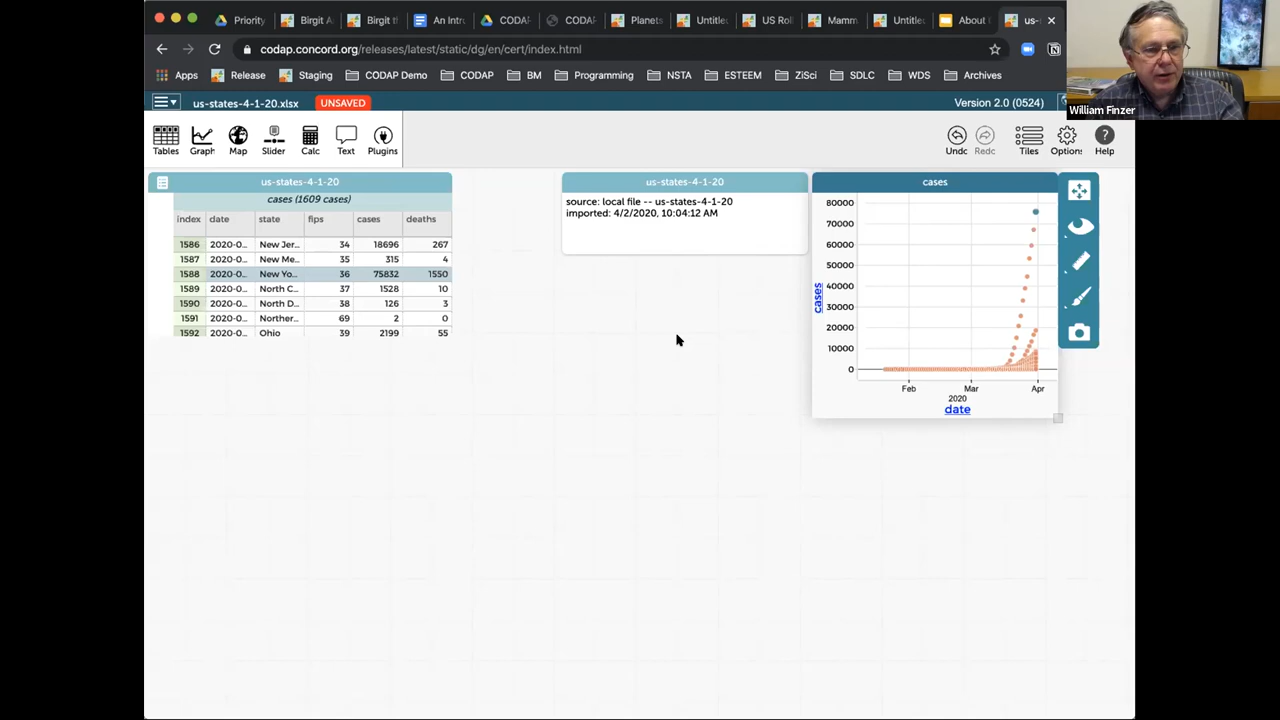 Priority
Birgit A
Birgit t
An Intr
CODA
CODA
Planets
Untitle
US Rol
Mamm
Untitle
About
us-
codap.concord.org/releases/latest/static/dg/en/cert/index.html
Apps
Release
Staging
CODAP Demo
CODAP
BM
Programming
NSTA
ESTEEM
ZiSci
SDLC
WDS
Archives
William Finzer
us-states-4-1-20.xlsx
UNSAVED
Version 2.0 (0524)
Tables
Graph
Map
Slider
Calc
Text
Plugins
Undo
Redo
Tiles
Options
Help
us-states-4-1-20
cases (1609 cases)
index date state fips cases deaths
1586 2020-0... New Jer... 34 18696 267
1587 2020-0... New Me... 35 315 4
1588 2020-0... New Yo... 36 75832 1550
1589 2020-0... North C... 37 1528 10
1590 2020-0... North D... 38 126 3
1591 2020-0... Norther... 69 2 0
1592 2020-0... Ohio 39 2199 55
us-states-4-1-20
source: local file -- us-states-4-1-20
imported: 4/2/2020, 10:04:12 AM
cases
80000
70000
60000
50000
40000
30000
20000
10000
0
cases
Feb
Mar
Apr
2020
date